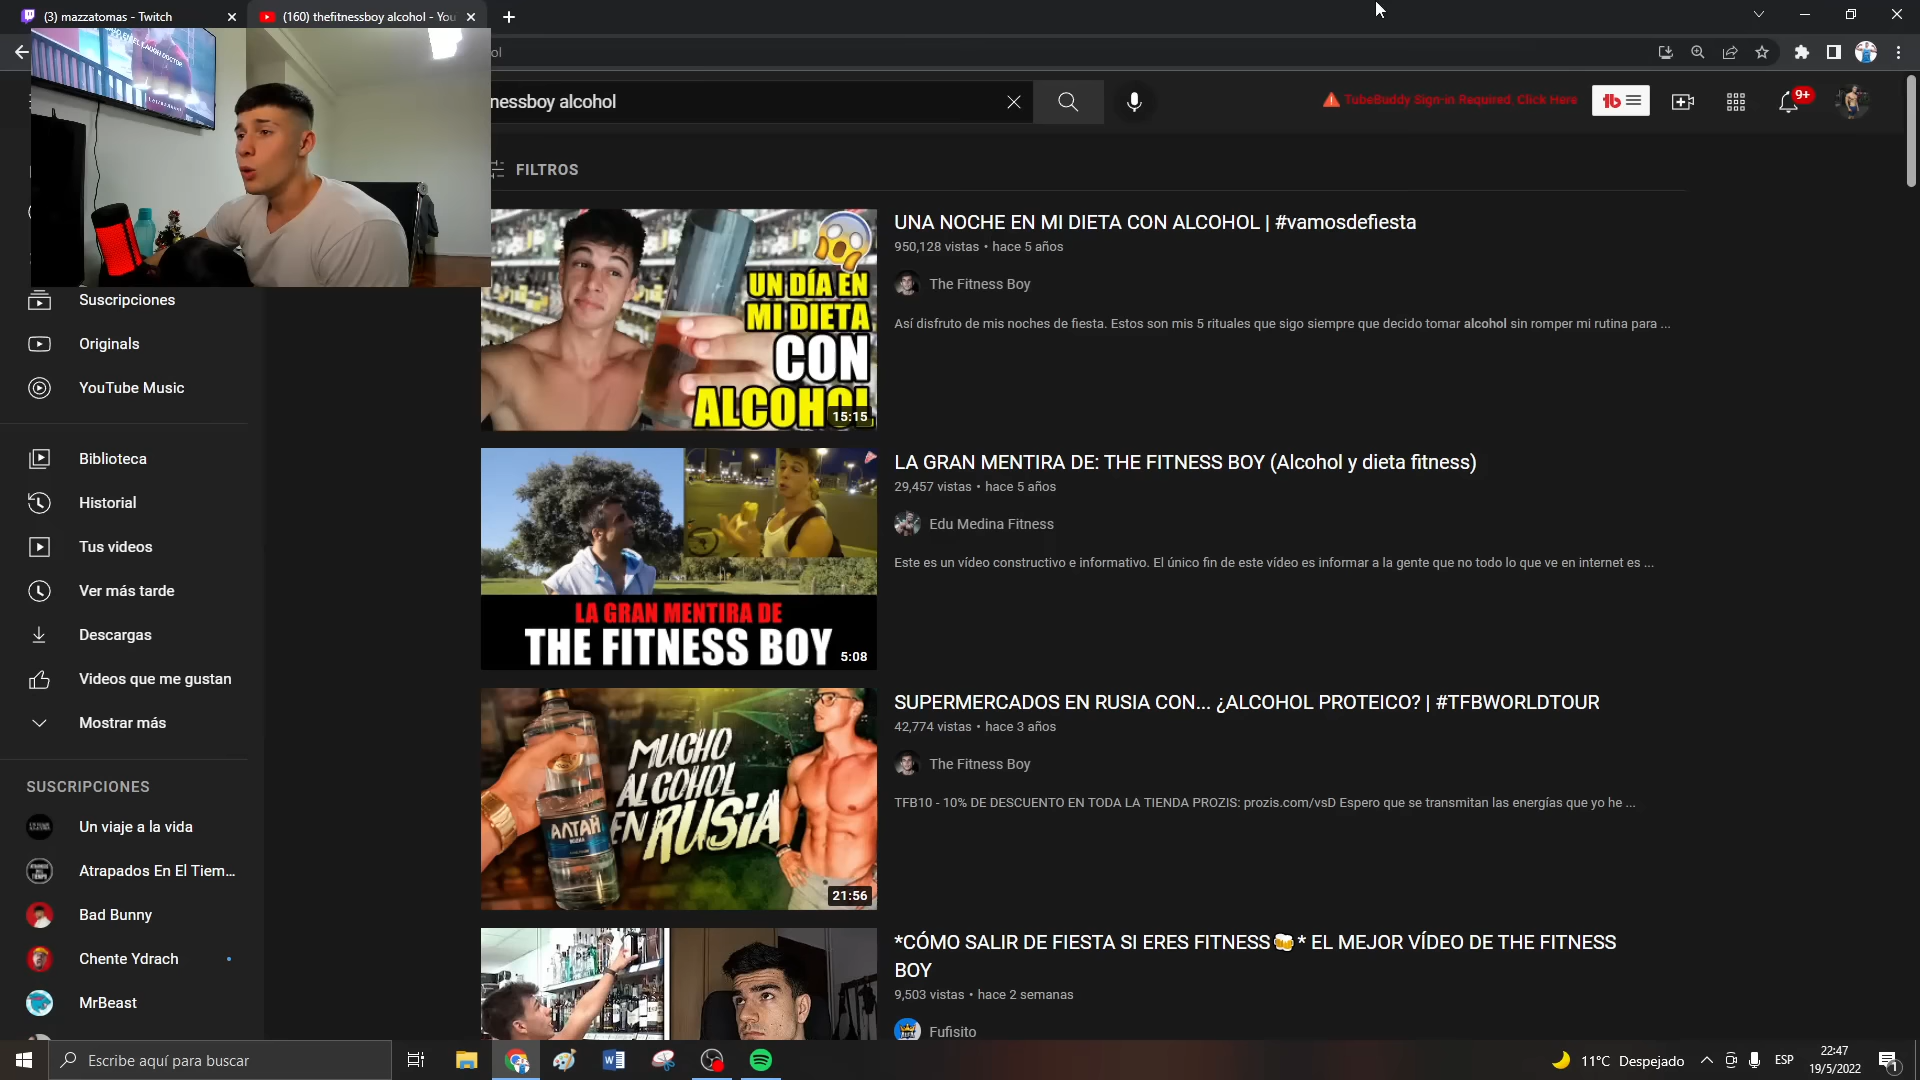 (3) mazzatomas - Twitch
(160) thefitnessboy alcohol - You
ol
nessboy alcohol
TubeBuddy Sign-in Required. Click Here
9+
FILTROS
UNA NOCHE EN MI DIETA CON ALCOHOL | #vamosdefiesta
950,128 vistas • hace 5 años
The Fitness Boy
Así disfruto de mis noches de fiesta. Estos son mis 5 rituales que sigo siempre que decido tomar alcohol sin romper mi rutina para ...
UN DÍA EN
MI DIETA
CON
ALCOHOL
15:15
Suscripciones
Originals
YouTube Music
Biblioteca
Historial
Tus videos
Ver más tarde
Descargas
Videos que me gustan
Mostrar más
SUSCRIPCIONES
Un viaje a la vida
Atrapados En El Tiem...
Bad Bunny
Chente Ydrach
MrBeast
LA GRAN MENTIRA DE: THE FITNESS BOY (Alcohol y dieta fitness)
29,457 vistas • hace 5 años
Edu Medina Fitness
Este es un vídeo constructivo e informativo. El único fin de este vídeo es informar a la gente que no todo lo que ve en internet es ...
LA GRAN MENTIRA DE
THE FITNESS BOY
5:08
SUPERMERCADOS EN RUSIA CON... ¿ALCOHOL PROTEICO? | #TFBWORLDTOUR
42,774 vistas • hace 3 años
The Fitness Boy
TFB10 - 10% DE DESCUENTO EN TODA LA TIENDA PROZIS: prozis.com/vsD Espero que se transmitan las energías que yo he ...
MUCHO
ALCOHOL
EN RUSIA
АЛТАЙ
21:56
*CÓMO SALIR DE FIESTA SI ERES FITNESS🍻* EL MEJOR VÍDEO DE THE FITNESS
BOY
9,503 vistas • hace 2 semanas
Fufisito
Escribe aquí para buscar
11°C Despejado
ESP
22:47
19/5/2022
1